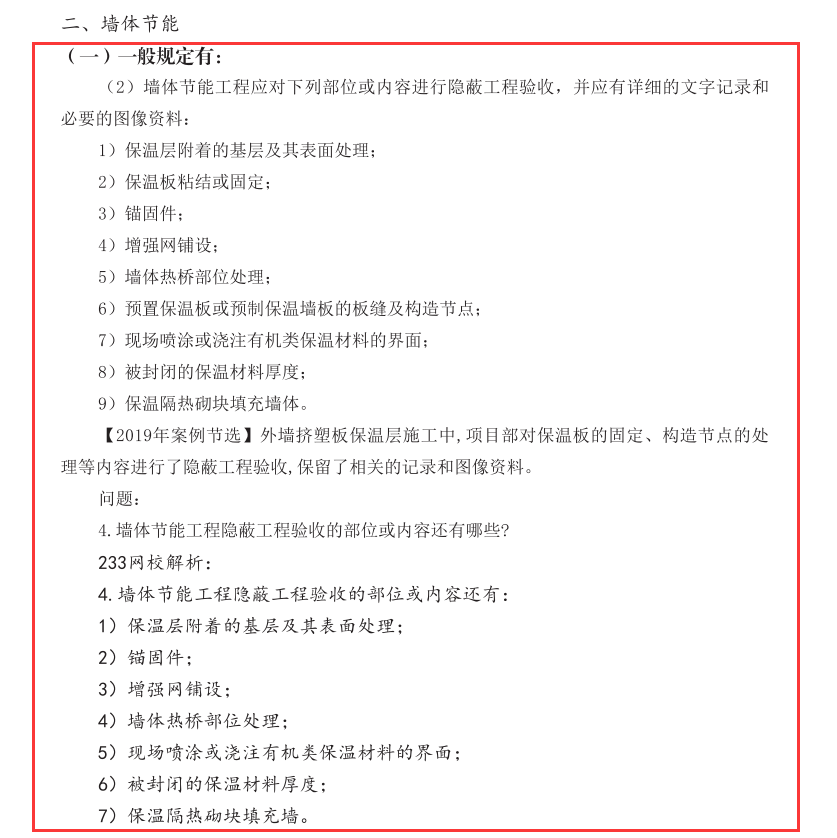 二、墙体节能
（一）一般规定有：
（2）墙体节能工程应对下列部位或内容进行隐蔽工程验收，并应有详细的文字记录和
必要的图像资料：
1）保温层附着的基层及其表面处理；
2）保温板粘结或固定；
3）锚固件；
4）增强网铺设；
5）墙体热桥部位处理；
6）预置保温板或预制保温墙板的板缝及构造节点；
7）现场喷涂或浇注有机类保温材料的界面；
8）被封闭的保温材料厚度；
9）保温隔热砌块填充墙体。
【2019年案例节选】外墙挤塑板保温层施工中,项目部对保温板的固定、构造节点的处
理等内容进行了隐蔽工程验收,保留了相关的记录和图像资料。
问题：
4.墙体节能工程隐蔽工程验收的部位或内容还有哪些?
233网校解析：
4.墙体节能工程隐蔽工程验收的部位或内容还有：
1）保温层附着的基层及其表面处理；
2）锚固件；
3）增强网铺设；
4）墙体热桥部位处理；
5）现场喷涂或浇注有机类保温材料的界面；
6）被封闭的保温材料厚度；
7）保温隔热砌块填充墙。